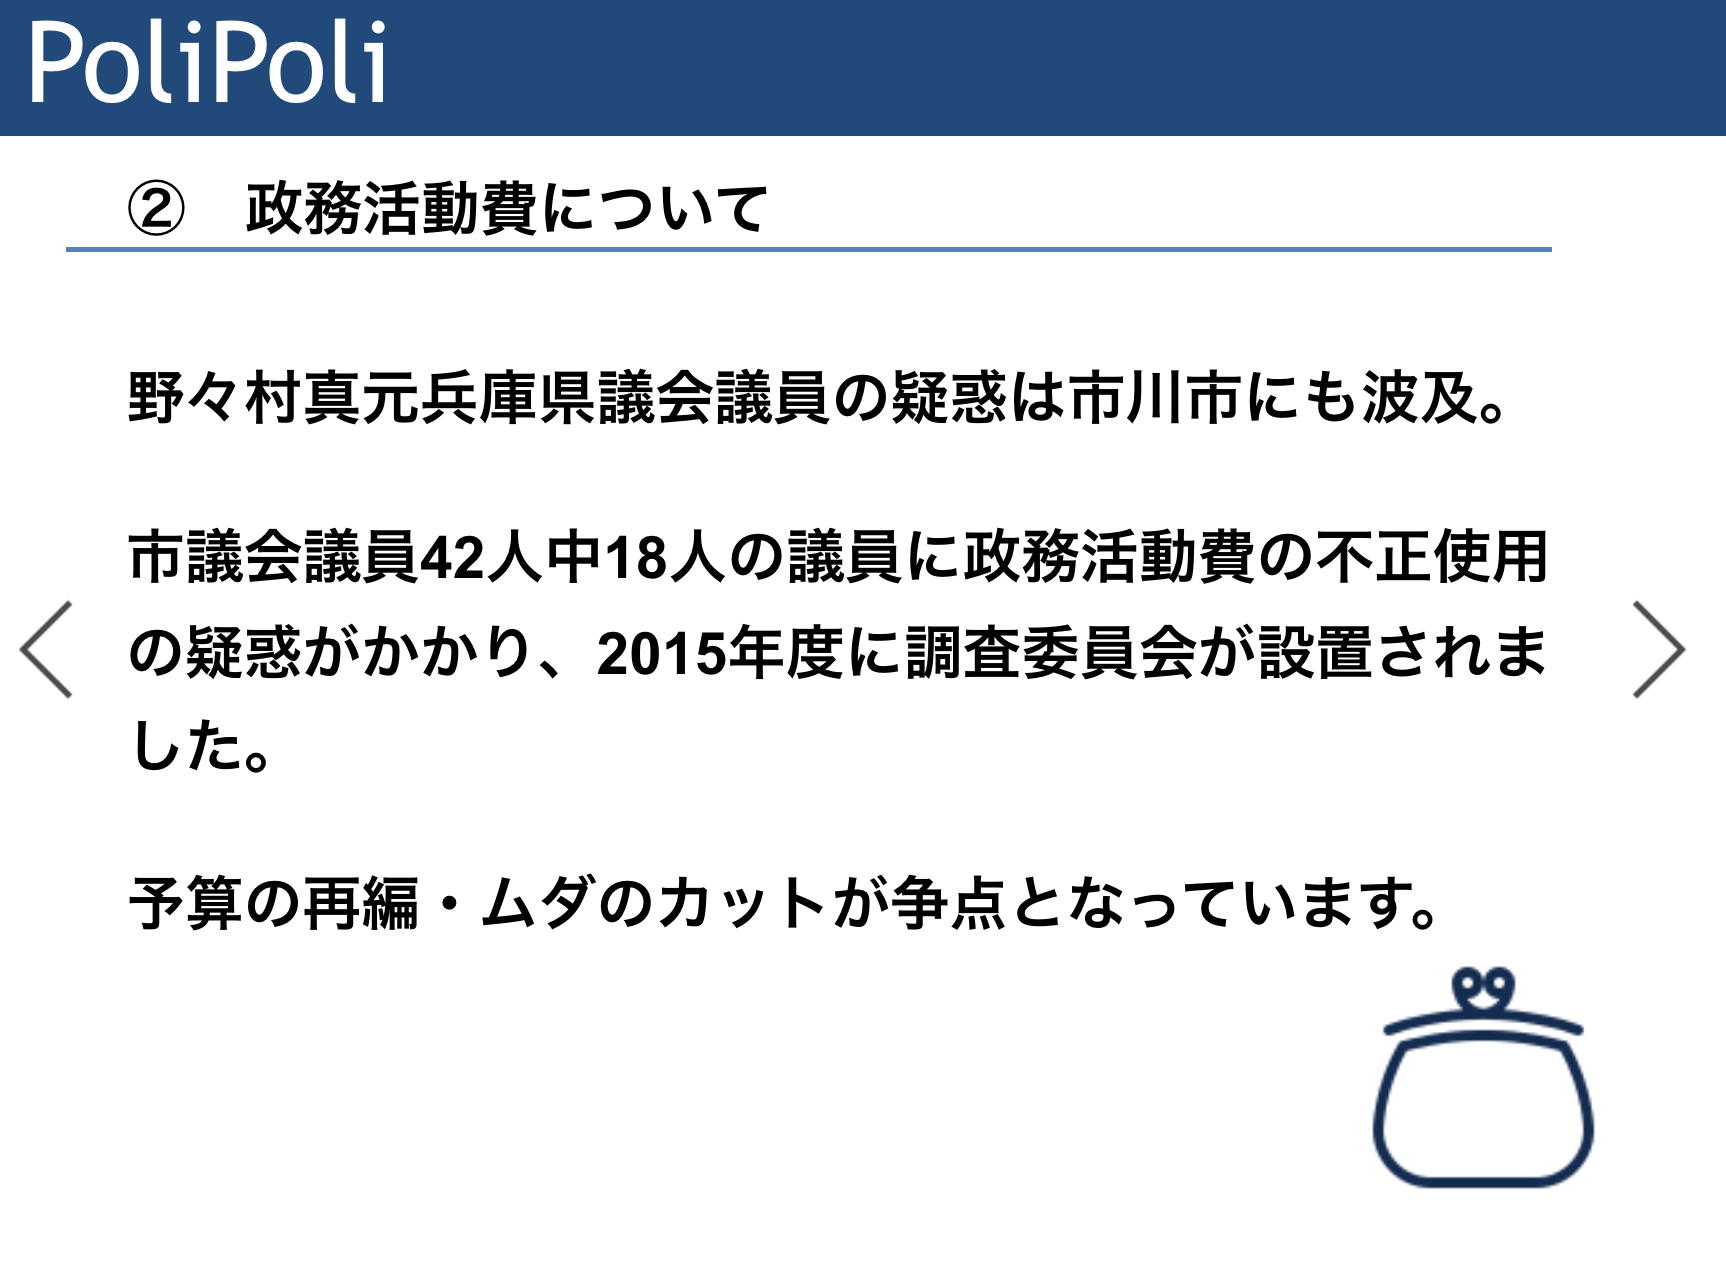 PoliPoli
②　政務活動費について
野々村真元兵庫県議会議員の疑惑は市川市にも波及。
市議会議員42人中18人の議員に政務活動費の不正使用
の疑惑がかかり、2015年度に調査委員会が設置されま
した。
予算の再編・ムダのカットが争点となっています。